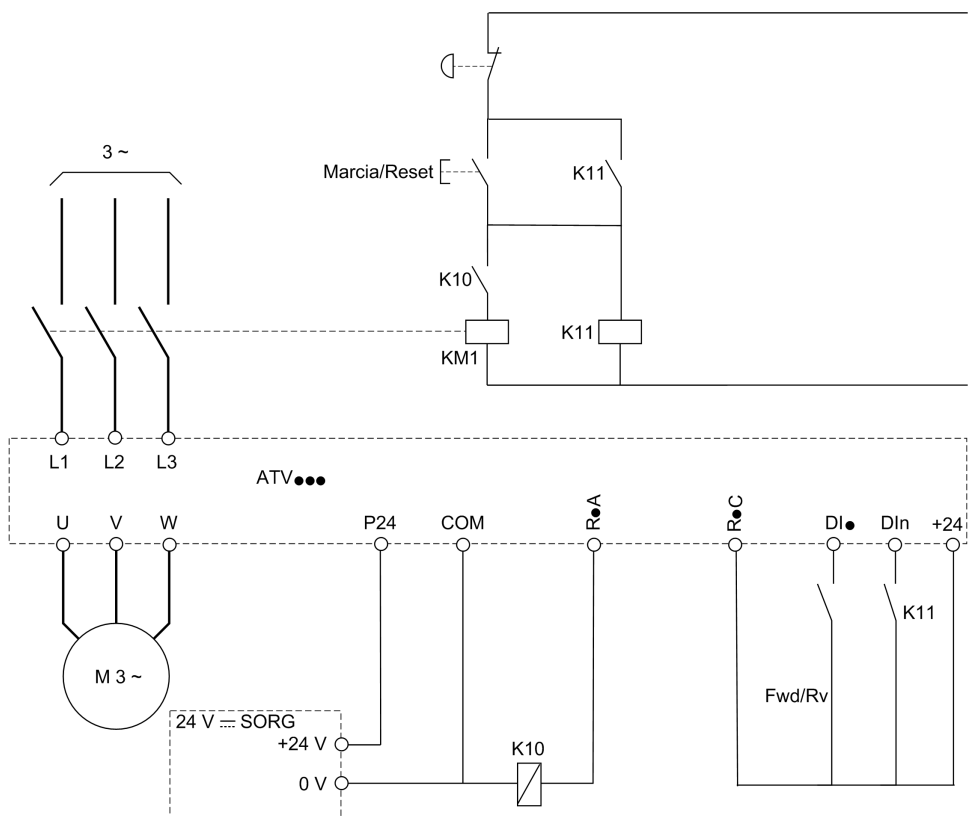 3 ~
Marcia/Reset
K11
K10
KM1
K11
L1 L2 L3
ATV●●●
U V W P24 COM R●A R●C DI● DIn +24
K11
M 3 ~
Fwd/Rv
24 V ⎓ SORG
+24 V
K10
0 V